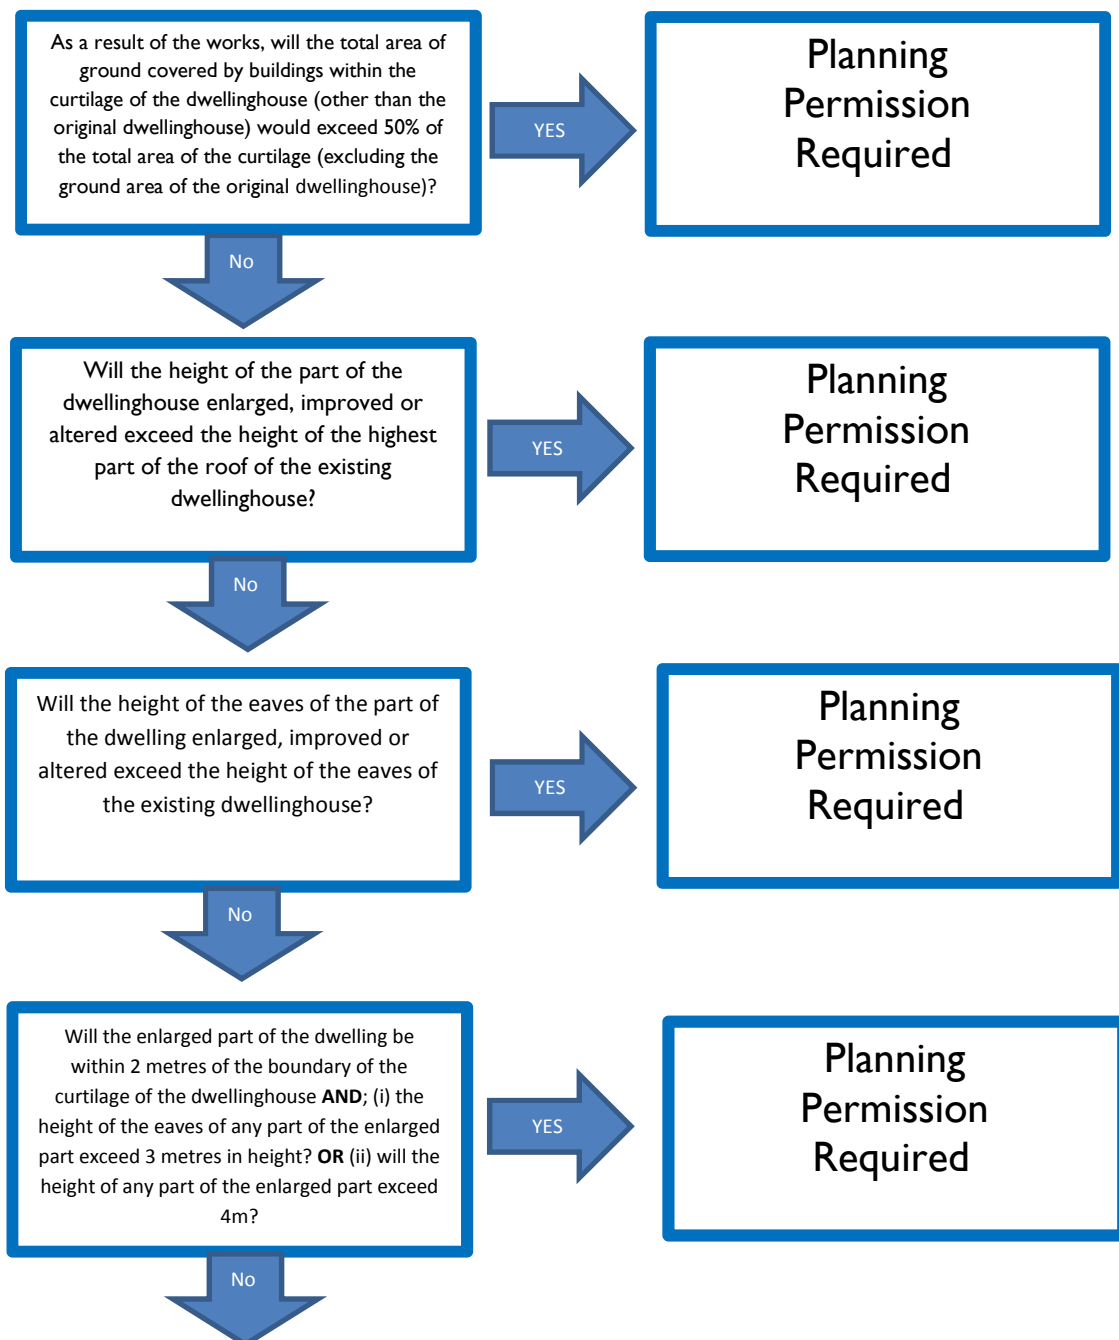 As a result of the works, will the total area of
ground covered by buildings within the
curtilage of the dwellinghouse (other than the
original dwellinghouse) would exceed 50% of
the total area of the curtilage (excluding the
ground area of the original dwellinghouse)?
YES
Planning
Permission
Required
No
Will the height of the part of the
dwellinghouse enlarged, improved or
altered exceed the height of the highest
part of the roof of the existing
dwellinghouse?
YES
Planning
Permission
Required
No
Will the height of the eaves of the part of
the dwelling enlarged, improved or
altered exceed the height of the eaves of
the existing dwellinghouse?
YES
Planning
Permission
Required
No
Will the enlarged part of the dwelling be
within 2 metres of the boundary of the
curtilage of the dwellinghouse AND; (i) the
height of the eaves of any part of the enlarged
part exceed 3 metres in height? OR (ii) will the
height of any part of the enlarged part exceed
4m?
YES
Planning
Permission
Required
No